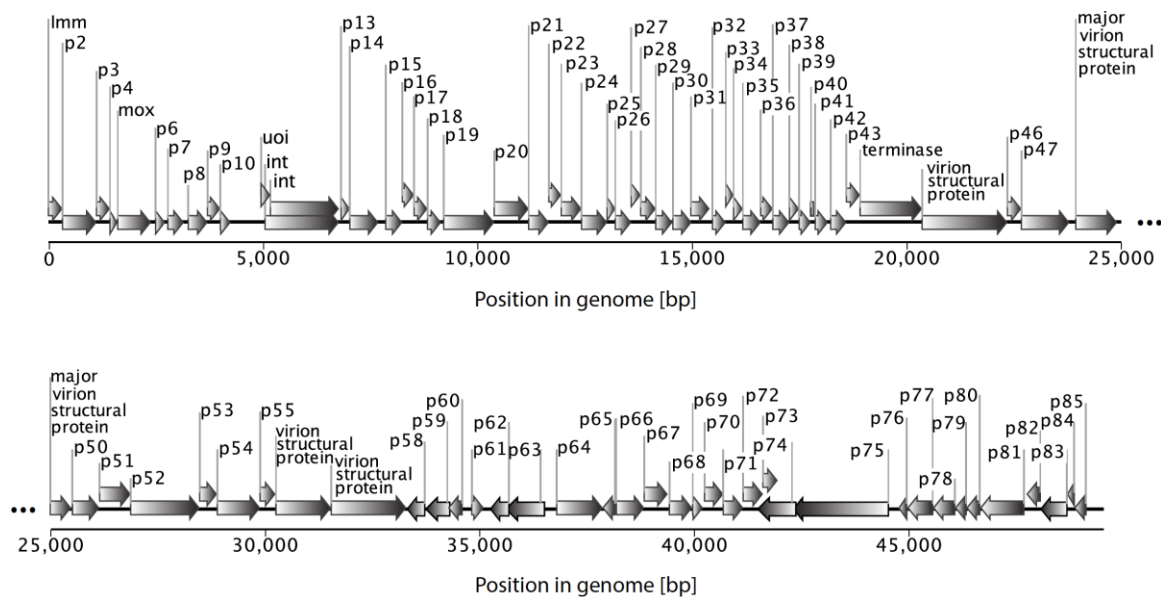 lmm
p2
p3
p4
mox
p6
p7
p8
p9
p10
uoi
int
int
p13
p14
p15
p16
p17
p18
p19
p20
p21
p22
p23
p24
p25
p26
p27
p28
p29
p30
p31
p32
p33
p34
p35
p36
p37
p38
p39
p40
p41
p42
p43
terminase
virion
structural
protein
p46
p47
major
virion
structural
protein
•••
0
5,000
10,000
15,000
20,000
25,000
Position in genome [bp]
major
virion
structural
protein
p50
p51
p52
p53
p54
p55
virion
structural
protein
virion
structural
protein
p58
p59
p60
p61
p62
p63
p64
p65
p66
p67
p68
p69
p70
p71
p72
p73
p74
p75
p76
p77
p78
p79
p80
p81
p82
p83
p84
p85
•••
25,000
30,000
35,000
40,000
45,000
Position in genome [bp]